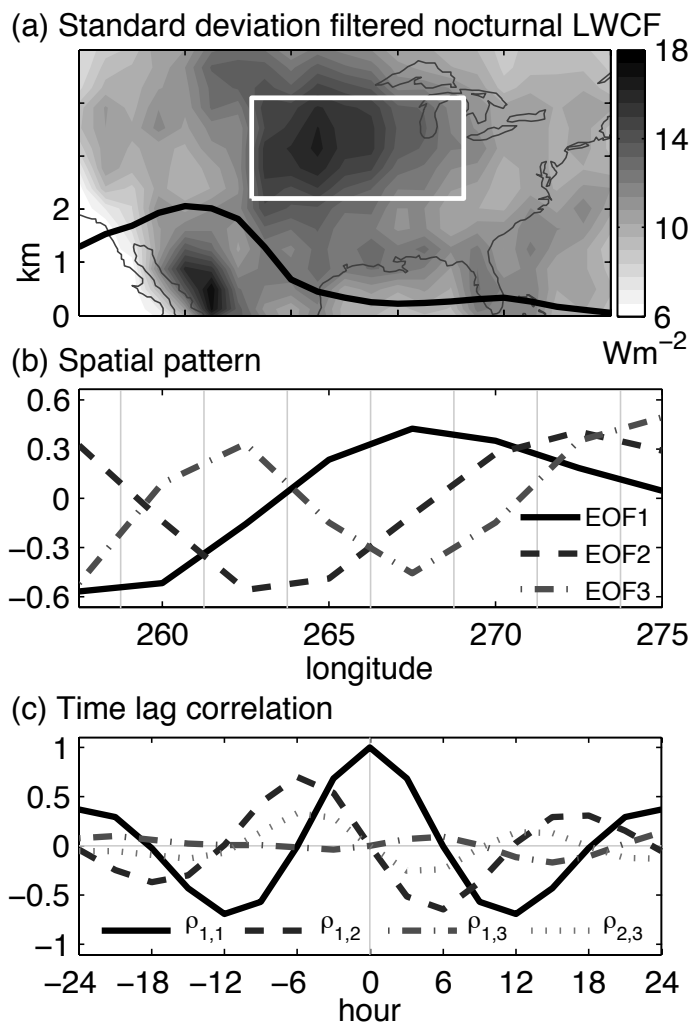 (a) Standard deviation filtered nocturnal LWCF
18
14
10
6
Wm−2
2
1
0
km
(b) Spatial pattern
0.6
0.3
0
−0.3
−0.6
EOF1
EOF2
EOF3
260 265 270 275
longitude
(c) Time lag correlation
1
0.5
0
−0.5
−1
ρ1,1 ρ1,2 ρ1,3 ρ2,3
−24 −18 −12 −6 0 6 12 18 24
hour